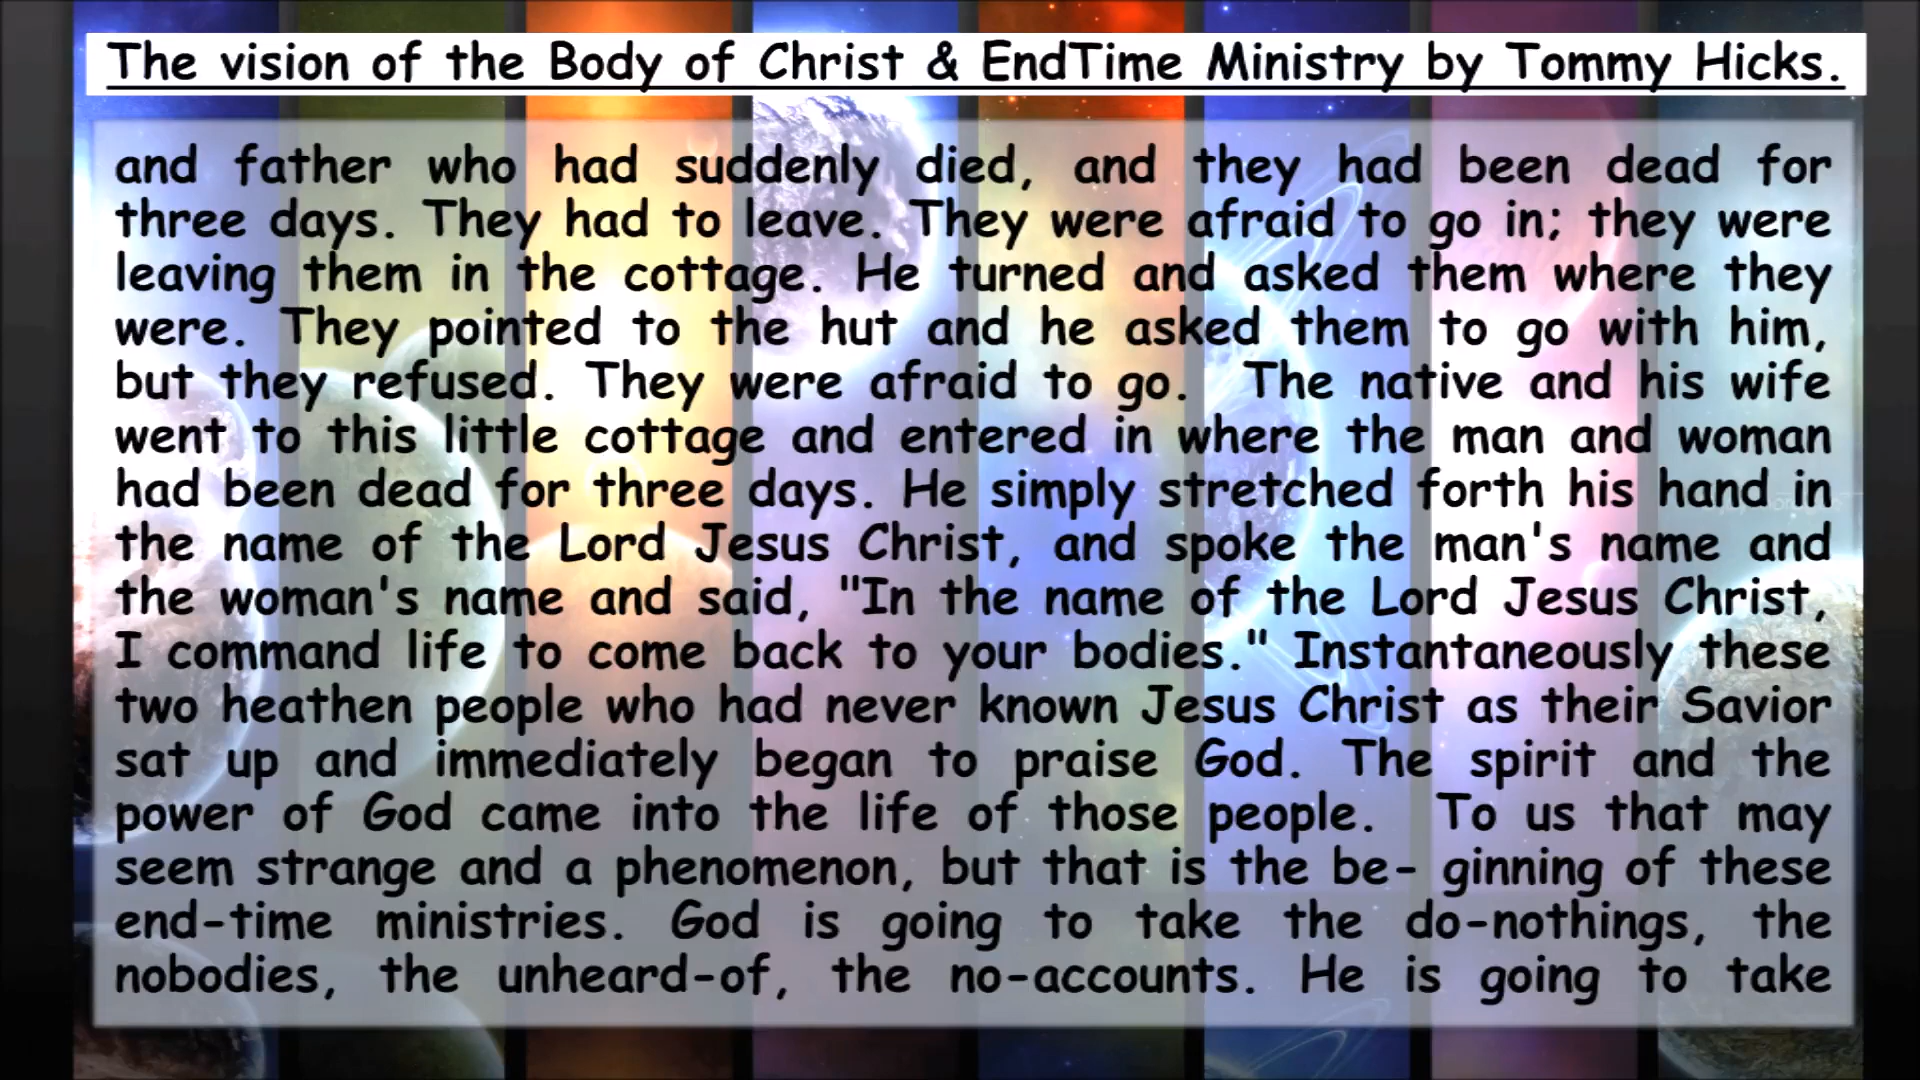 The vision of the Body of Christ & EndTime Ministry by Tommy Hicks.
and father who had suddenly died, and they had been dead for
three days. They had to leave. They were afraid to go in; they were
leaving them in the cottage. He turned and asked them where they
were. They pointed to the hut and he asked them to go with him,
but they refused. They were afraid to go. The native and his wife
went to this little cottage and entered in where the man and woman
had been dead for three days. He simply stretched forth his hand in
the name of the Lord Jesus Christ, and spoke the man's name and
the woman's name and said, "In the name of the Lord Jesus Christ,
I command life to come back to your bodies." Instantaneously these
two heathen people who had never known Jesus Christ as their Savior
sat up and immediately began to praise God. The spirit and the
power of God came into the life of those people. To us that may
seem strange and a phenomenon, but that is the be- ginning of these
end-time ministries. God is going to take the do-nothings, the
nobodies, the unheard-of, the no-accounts. He is going to take